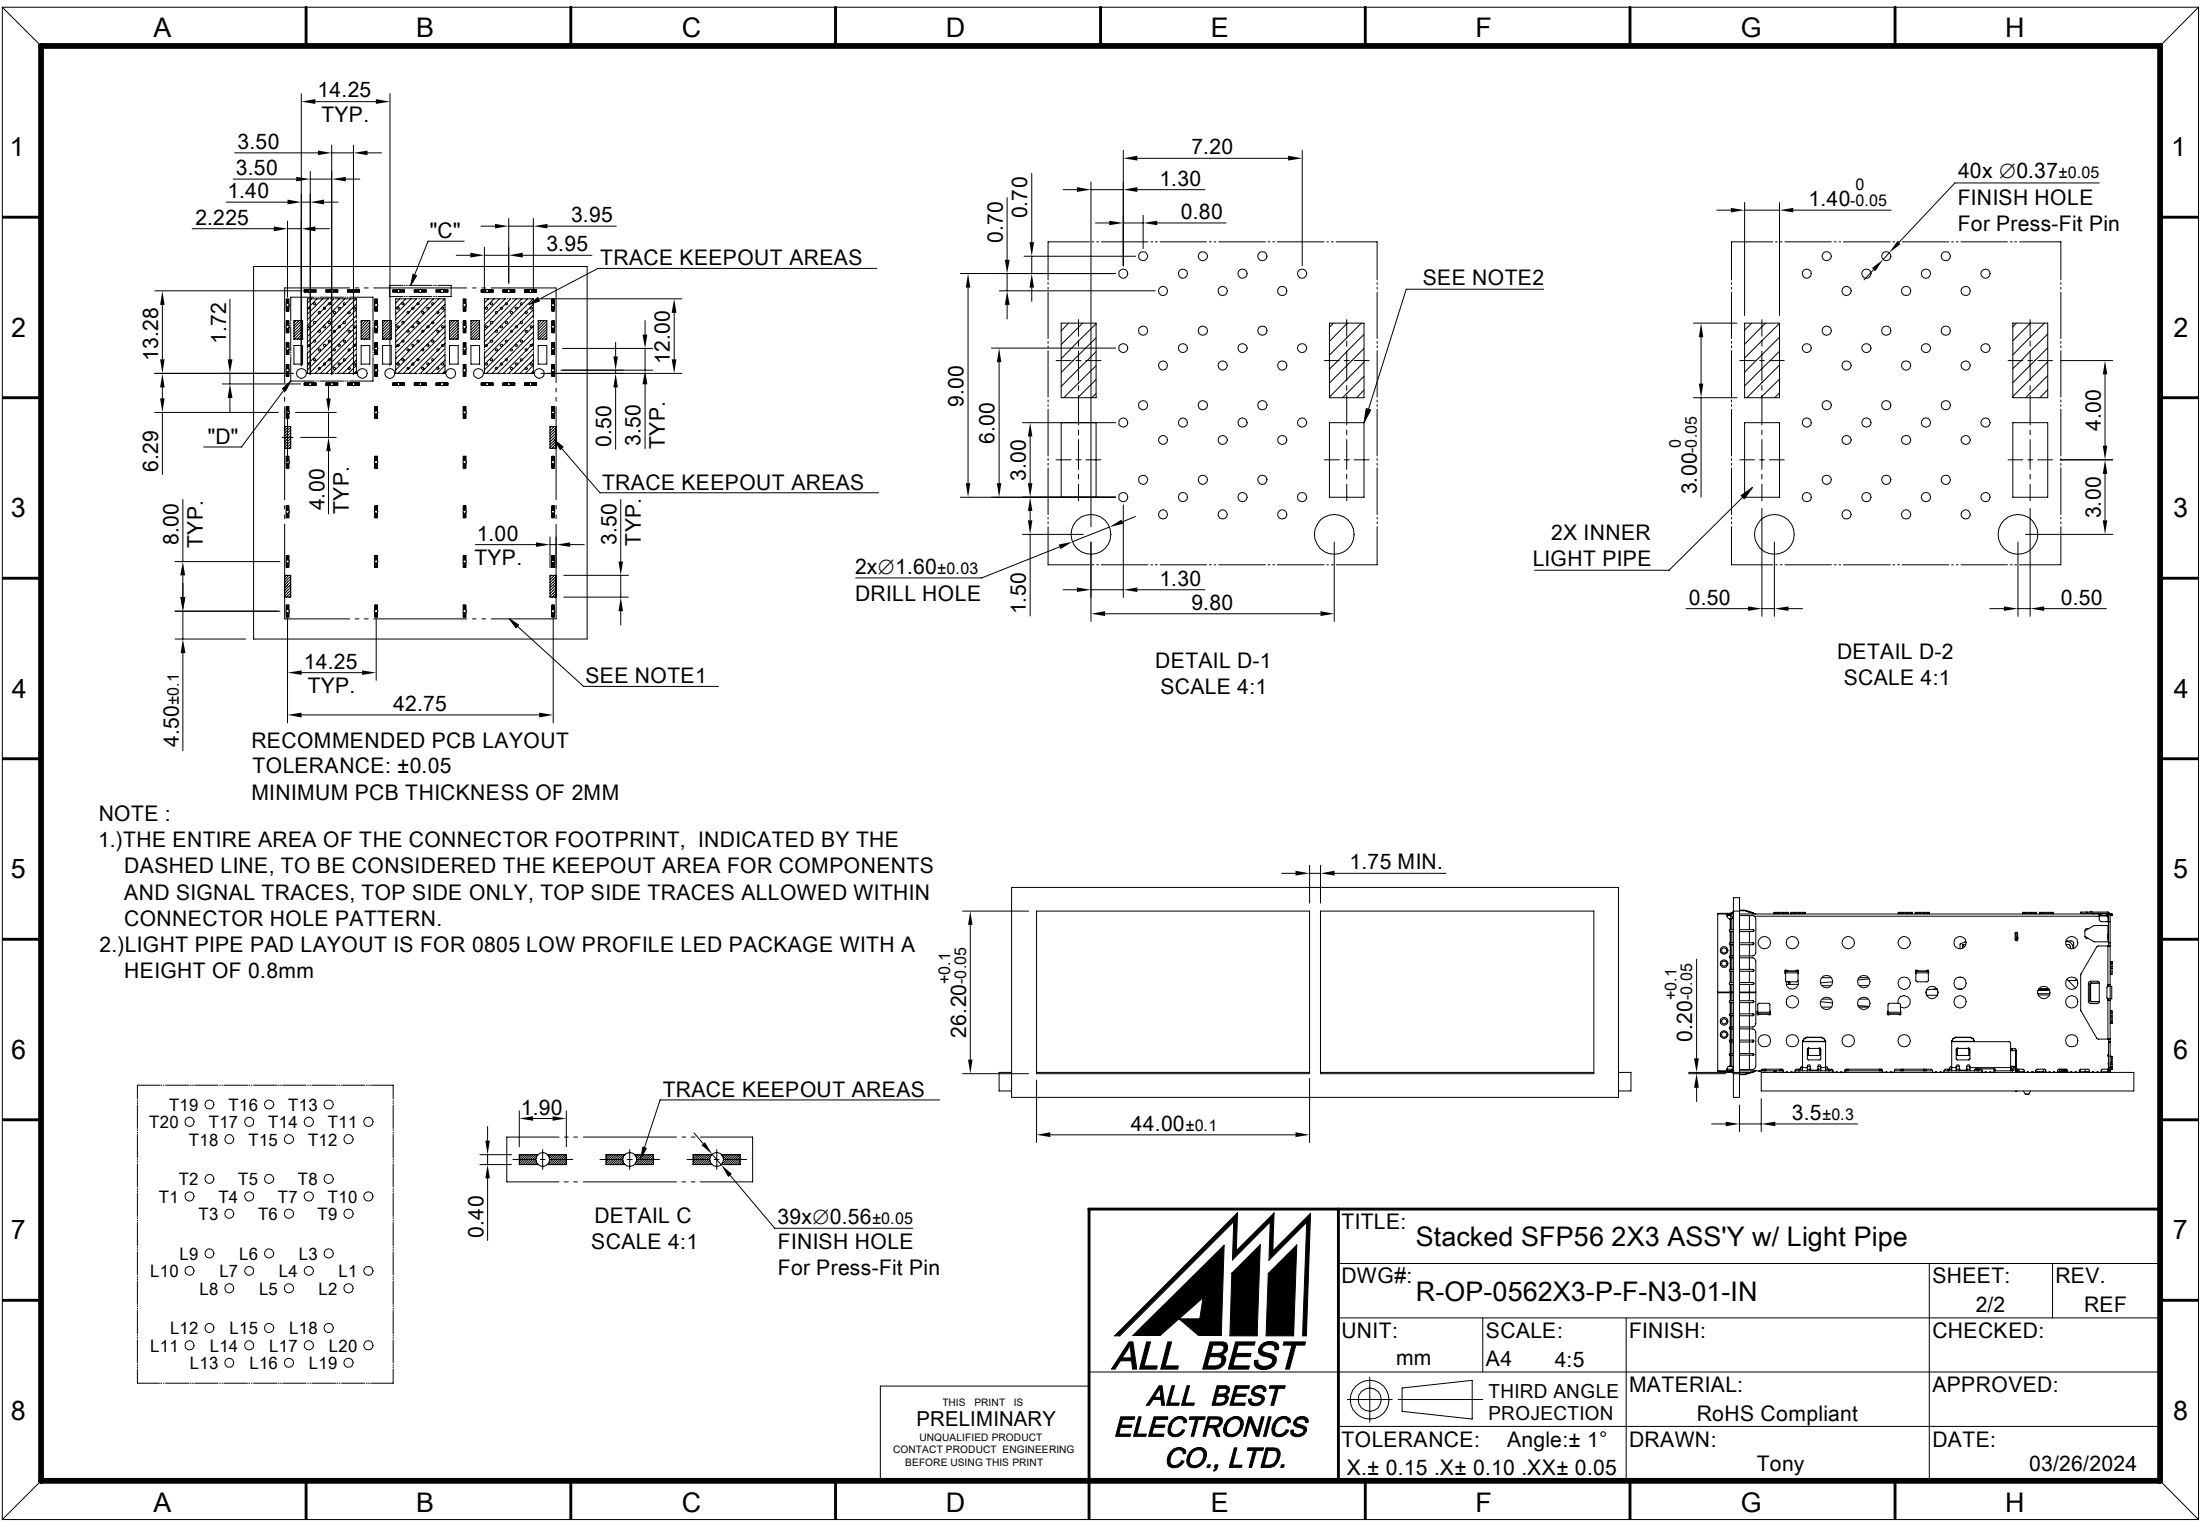 A B C D E F G H
1
2
3
4
5
6
7
8
1
2
3
4
5
6
7
8
A B C D E F G H
14.25
TYP.
3.50
3.50
1.40
2.225
"C"
3.95
3.95
TRACE KEEPOUT AREAS
13.28
1.72
12.00
"D"
6.29
4.00
TYP.
0.50
3.50
TYP.
TRACE KEEPOUT AREAS
8.00
TYP.
1.00
TYP.
3.50
TYP.
4.50±0.1
14.25
TYP.
42.75
SEE NOTE1
RECOMMENDED PCB LAYOUT
TOLERANCE: ±0.05
MINIMUM PCB THICKNESS OF 2MM
7.20
1.30
0.80
0.70
0.70
9.00
6.00
3.00
1.50
SEE NOTE2
2xØ1.60±0.03
DRILL HOLE
1.30
9.80
DETAIL D-1
SCALE 4:1
1.40 0 -0.05
40x Ø0.37±0.05
FINISH HOLE
For Press-Fit Pin
3.00 0 -0.05
4.00
3.00
2X INNER
LIGHT PIPE
0.50
0.50
DETAIL D-2
SCALE 4:1
NOTE :
1.)THE ENTIRE AREA OF THE CONNECTOR FOOTPRINT, INDICATED BY THE
DASHED LINE, TO BE CONSIDERED THE KEEPOUT AREA FOR COMPONENTS
AND SIGNAL TRACES, TOP SIDE ONLY, TOP SIDE TRACES ALLOWED WITHIN
CONNECTOR HOLE PATTERN.
2.)LIGHT PIPE PAD LAYOUT IS FOR 0805 LOW PROFILE LED PACKAGE WITH A
HEIGHT OF 0.8mm
1.75 MIN.
26.20 +0.1 -0.05
44.00±0.1
0.20 +0.1 -0.05
3.5±0.3
T19 T16 T13
T20 T17 T14 T11
T18 T15 T12
T2 T5 T8
T1 T4 T7 T10
T3 T6 T9
L9 L6 L3
L10 L7 L4 L1
L8 L5 L2
L12 L15 L18
L11 L14 L17 L20
L13 L16 L19
1.90
TRACE KEEPOUT AREAS
0.40
DETAIL C
SCALE 4:1
39xØ0.56±0.05
FINISH HOLE
For Press-Fit Pin
THIS PRINT IS
PRELIMINARY
UNQUALIFIED PRODUCT
CONTACT PRODUCT ENGINEERING
BEFORE USING THIS PRINT
ALL BEST
ALL BEST
ELECTRONICS
CO., LTD.
TITLE: Stacked SFP56 2X3 ASS'Y w/ Light Pipe
DWG#: R-OP-0562X3-P-F-N3-01-IN
SHEET:
2/2
REV.
REF
UNIT:
mm
SCALE:
A4 4:5
FINISH:
CHECKED:
THIRD ANGLE
PROJECTION
MATERIAL:
RoHS Compliant
APPROVED:
TOLERANCE: Angle:± 1°
X.± 0.15 .X± 0.10 .XX± 0.05
DRAWN:
Tony
DATE:
03/26/2024